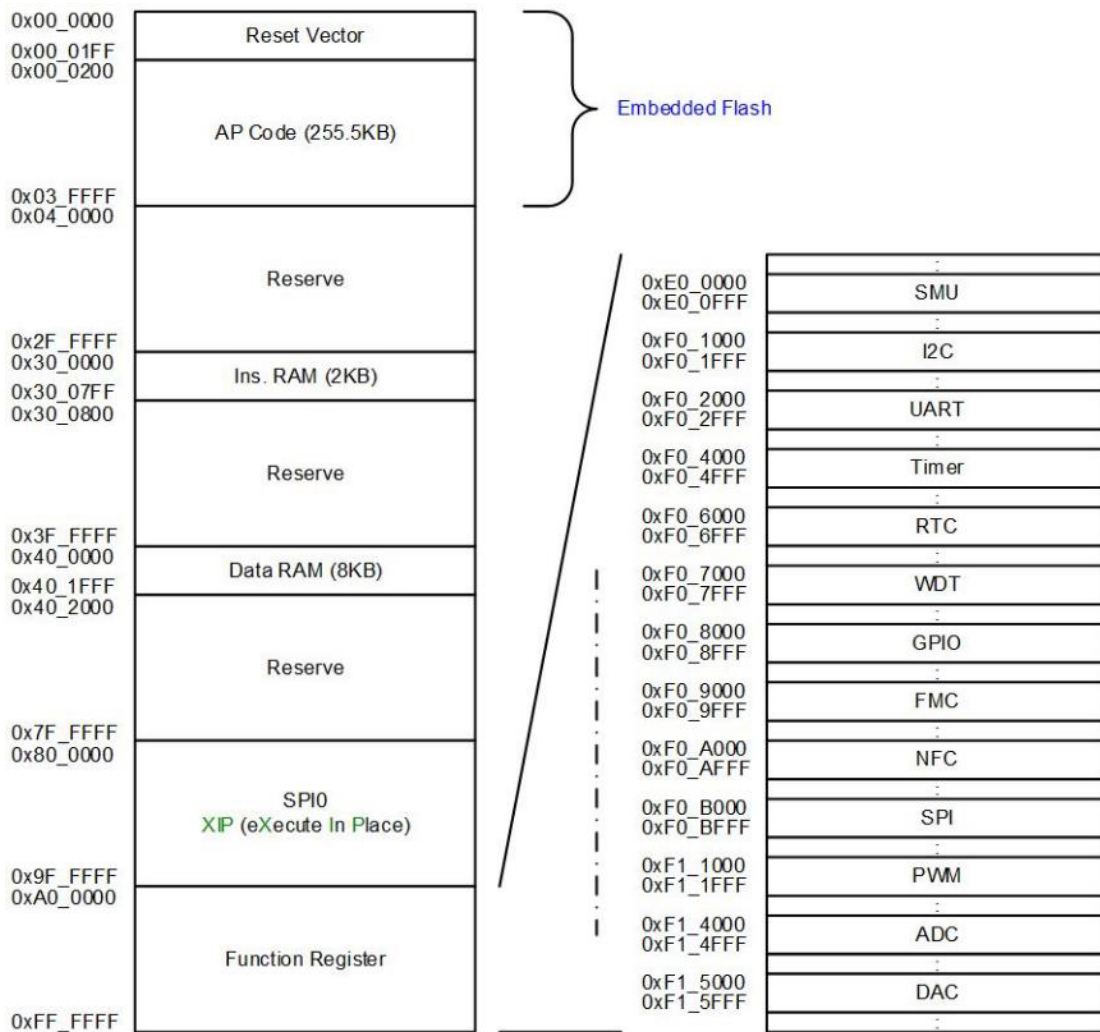 0x00_0000
Reset Vector
0x00_01FF
0x00_0200
AP Code (255.5KB)
0x03_FFFF
0x04_0000
Reserve
0x2F_FFFF
0x30_0000
Ins. RAM (2KB)
0x30_07FF
0x30_0800
Reserve
0x3F_FFFF
0x40_0000
Data RAM (8KB)
0x40_1FFF
0x40_2000
Reserve
0x7F_FFFF
0x80_0000
SPI0
XIP (eXecute In Place)
0x9F_FFFF
0xA0_0000
Function Register
0xFF_FFFF
Embedded Flash
:
0xE0_0000
0xE0_0FFF
SMU
:
0xF0_1000
0xF0_1FFF
I2C
:
0xF0_2000
0xF0_2FFF
UART
:
0xF0_4000
0xF0_4FFF
Timer
:
0xF0_6000
0xF0_6FFF
RTC
:
0xF0_7000
0xF0_7FFF
WDT
:
0xF0_8000
0xF0_8FFF
GPIO
:
0xF0_9000
0xF0_9FFF
FMC
:
0xF0_A000
0xF0_AFFF
NFC
:
0xF0_B000
0xF0_BFFF
SPI
:
0xF1_1000
0xF1_1FFF
PWM
:
0xF1_4000
0xF1_4FFF
ADC
:
0xF1_5000
0xF1_5FFF
DAC
: